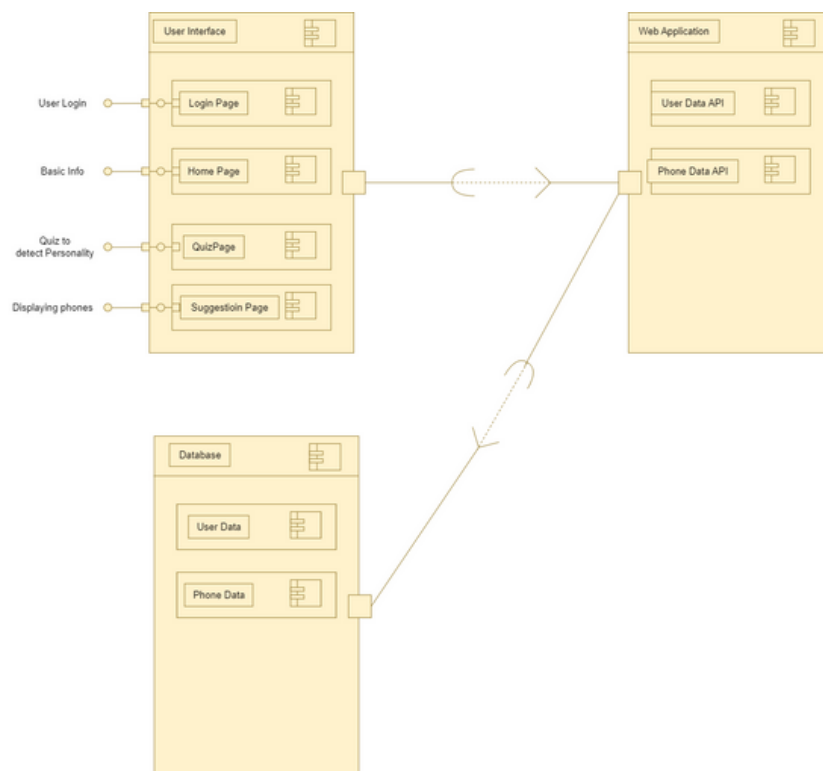 User Interface
Web Application
User Login
Login Page
User Data API
Basic Info
Home Page
Phone Data API
Quiz to
detect Personality
QuizPage
Displaying phones
Suggestioin Page
Database
User Data
Phone Data